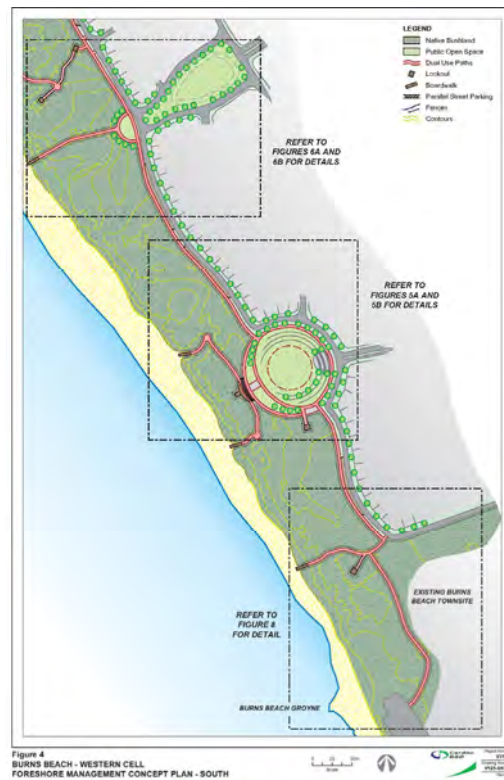 LEGEND
Native Bushland
Public Open Space
Dual Use Paths
Lookout
Boardwalk
Parallel Street Parking
Fences
Contours
REFER TO
FIGURES 6A AND
6B FOR DETAILS
REFER TO
FIGURES 5A AND
5B FOR DETAILS
EXISTING BURNS
BEACH TOWNSITE
REFER TO
FIGURE 8
FOR DETAIL
BURNS BEACH GROYNE
Figure 4
BURNS BEACH - WESTERN CELL
FORESHORE MANAGEMENT CONCEPT PLAN - SOUTH